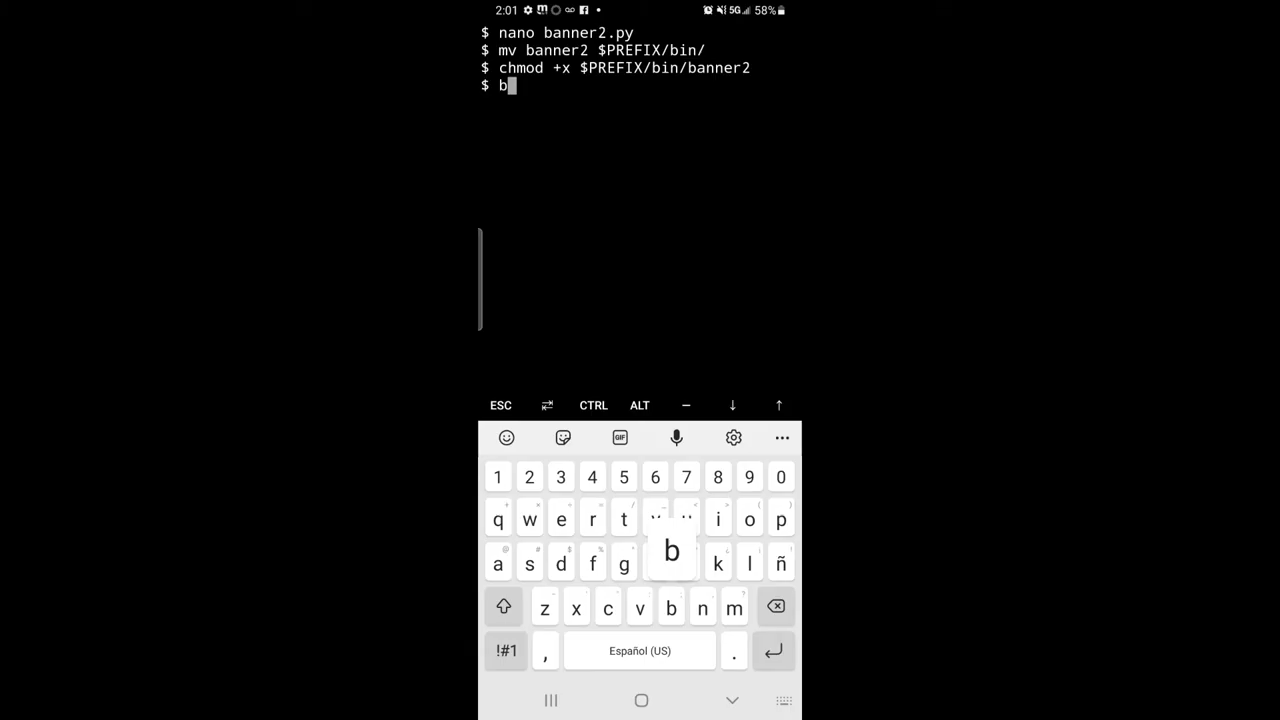 2:01 5G 58%
$ nano banner2.py
$ mv banner2 $PREFIX/bin/
$ chmod +x $PREFIX/bin/banner2
$ b
ESC CTRL ALT – ↓ ↑
GIF
1 2 3 4 5 6 7 8 9 0
q w e r t y u i o p
a s d f g b k l ñ
z x c v b n m
!#1 , Español (US) .